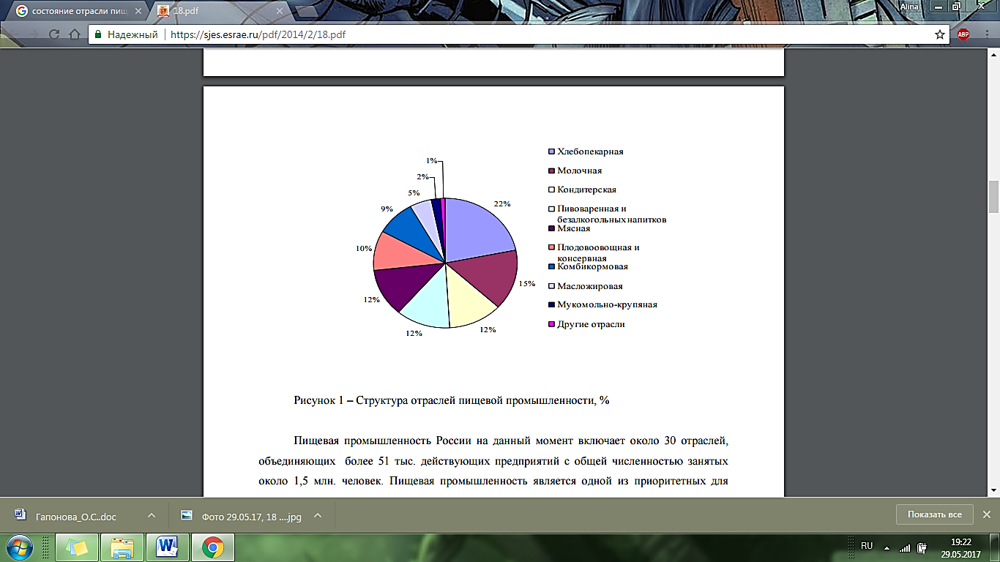 состояние отрасли пищ
18.pdf
Alina
Надежный
https://sjes.esrae.ru/pdf/2014/2/18.pdf
ABP
1%
2%
5%
9%
10%
12%
12%
12%
15%
22%
Хлебопекарная
Молочная
Кондитерская
Пивоваренная и
безалкогольных напитков
Мясная
Плодовоовощная и
консервная
Комбикормовая
Масложировая
Мукомольно-крупяная
Другие отрасли
Рисунок 1 – Структура отраслей пищевой промышленности, %
Пищевая промышленность России на данный момент включает около 30 отраслей,
объединяющих более 51 тыс. действующих предприятий с общей численностью занятых
около 1,5 млн. человек. Пищевая промышленность является одной из приоритетных для
Гапонова_О.С..doc
Фото 29.05.17, 18 ....jpg
Показать все
RU
19:22
29.05.2017